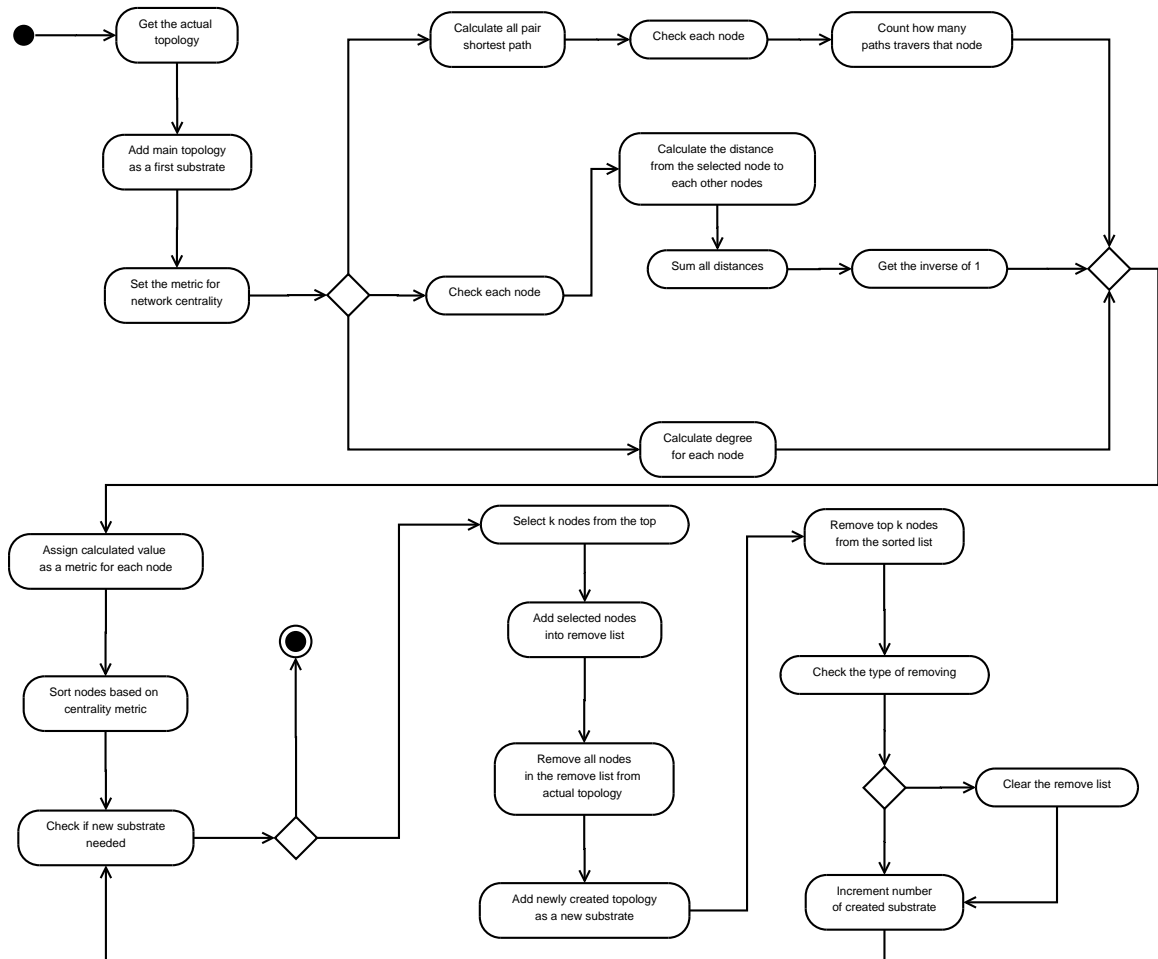 Get the actual
topology
Add main topology
as a first substrate
Set the metric for
network centrality
Calculate all pair
shortest path
Check each node
Count how many
paths travers that node
Check each node
Calculate the distance
from the selected node to
each other nodes
Sum all distances
Get the inverse of 1
Calculate degree
for each node
Assign calculated value
as a metric for each node
Sort nodes based on
centrality metric
Check if new substrate
needed
Select k nodes from the top
Add selected nodes
into remove list
Remove all nodes
in the remove list from
actual topology
Add newly created topology
as a new substrate
Remove top k nodes
from the sorted list
Check the type of removing
Clear the remove list
Increment number
of created substrate